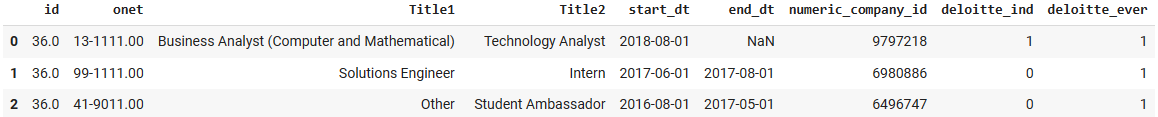 id onet Title1 Title2 start_dt end_dt numeric_company_id deloitte_ind deloitte_ever
0 36.0 13-1111.00 Business Analyst (Computer and Mathematical) Technology Analyst 2018-08-01 NaN 9797218 1 1
1 36.0 99-1111.00 Solutions Engineer Intern 2017-06-01 2017-08-01 6980886 0 1
2 36.0 41-9011.00 Other Student Ambassador 2016-08-01 2017-05-01 6496747 0 1